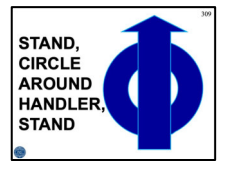 309
STAND,
CIRCLE
AROUND
HANDLER,
STAND